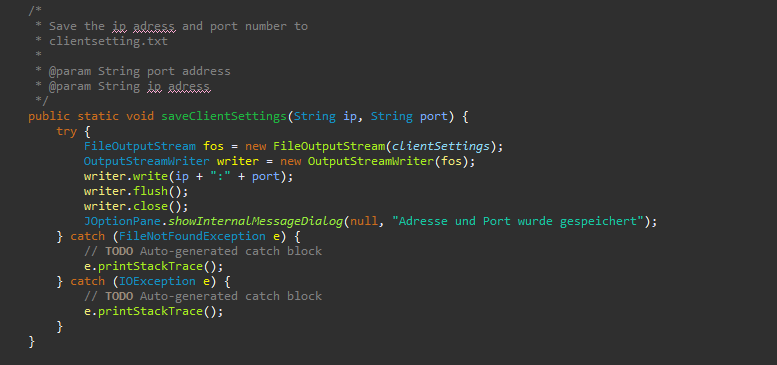 /*
 * Save the ip adress and port number to
 * clientsetting.txt
 *
 * @param String port address
 * @param String ip adress
 */
public static void saveClientSettings(String ip, String port) {
    try {
        FileOutputStream fos = new FileOutputStream(clientSettings);
        OutputStreamWriter writer = new OutputStreamWriter(fos);
        writer.write(ip + ":" + port);
        writer.flush();
        writer.close();
        JOptionPane.showInternalMessageDialog(null, "Adresse und Port wurde gespeichert");
    } catch (FileNotFoundException e) {
        // TODO Auto-generated catch block
        e.printStackTrace();
    } catch (IOException e) {
        // TODO Auto-generated catch block
        e.printStackTrace();
    }
}